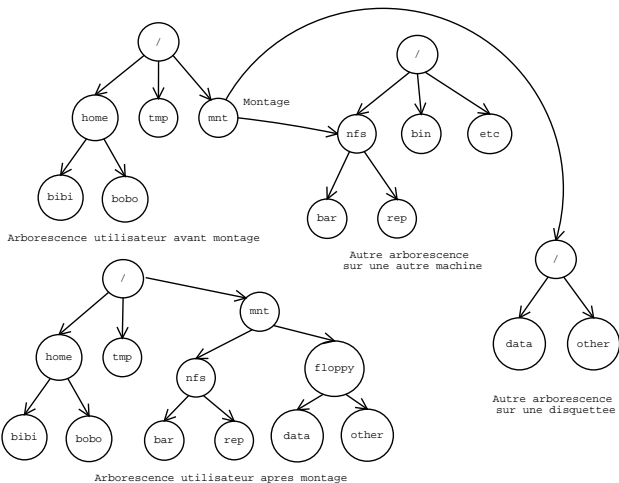 /
home
tmp
mnt
Montage
bibi
bobo
Arborescence utilisateur avant montage
/
nfs
bin
etc
bar
rep
Autre arborescence
sur une autre machine
/
data
other
Autre arborescence
sur une disquettee
/
mnt
home
tmp
nfs
floppy
bibi
bobo
bar
rep
data
other
Arborescence utilisateur apres montage